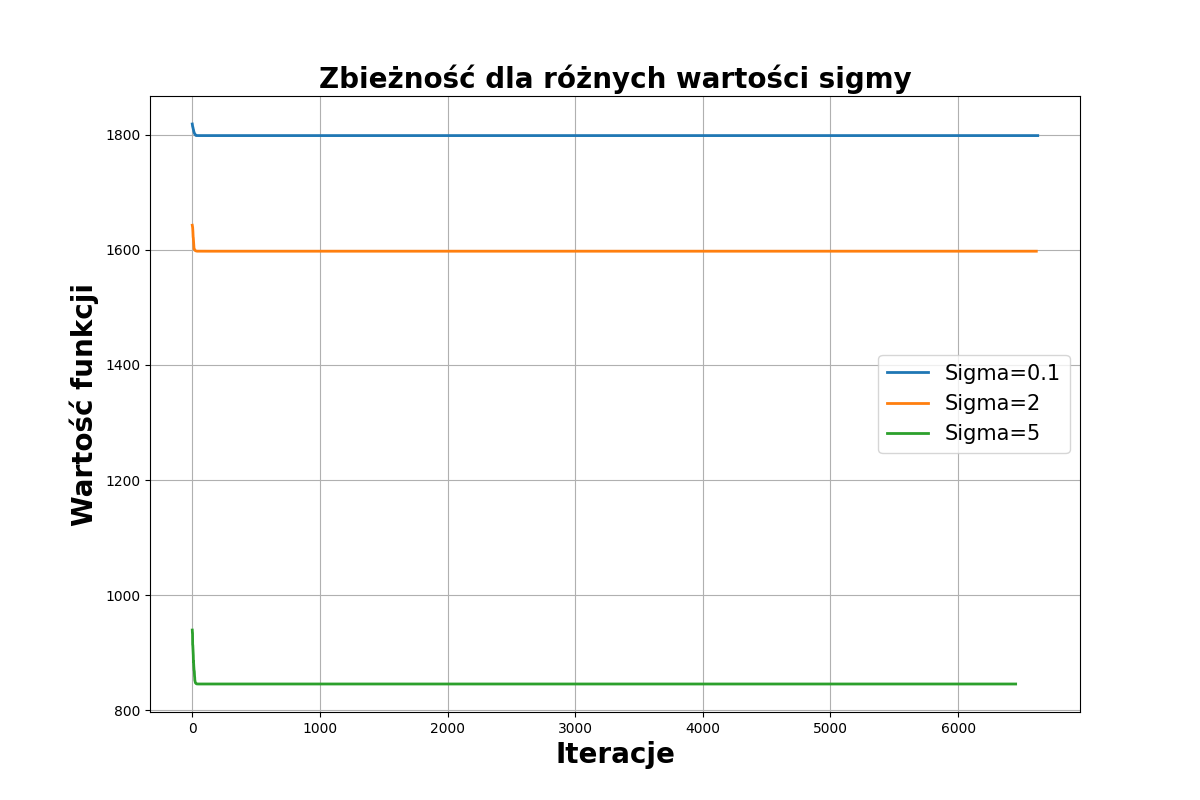 Zbieżność dla różnych wartości sigmy
Wartość funkcji
1800
1600
1400
1200
1000
800
Sigma=0.1
Sigma=2
Sigma=5
0 1000 2000 3000 4000 5000 6000
Iteracje